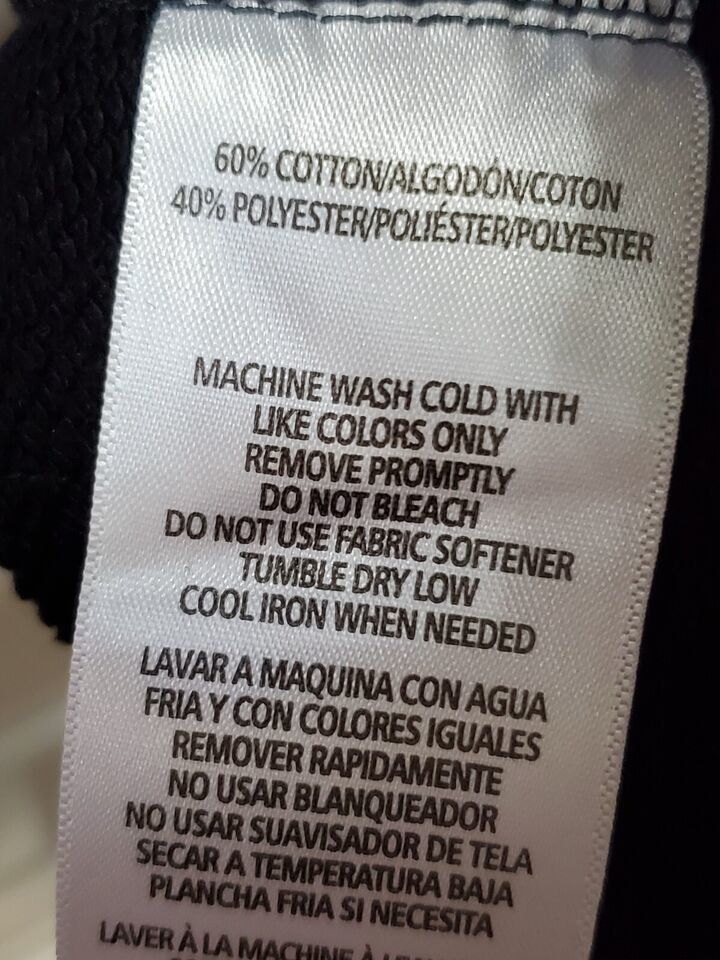 60% COTTON/ALGODÓN/COTON
40% POLYESTER/POLIÉSTER/POLYESTER
MACHINE WASH COLD WITH
LIKE COLORS ONLY
REMOVE PROMPTLY
DO NOT BLEACH
DO NOT USE FABRIC SOFTENER
TUMBLE DRY LOW
COOL IRON WHEN NEEDED
LAVAR A MAQUINA CON AGUA
FRIA Y CON COLORES IGUALES
REMOVER RAPIDAMENTE
NO USAR BLANQUEADOR
NO USAR SUAVISADOR DE TELA
SECAR A TEMPERATURA BAJA
PLANCHA FRIA SI NECESITA
LAVER À LA MACHINE À